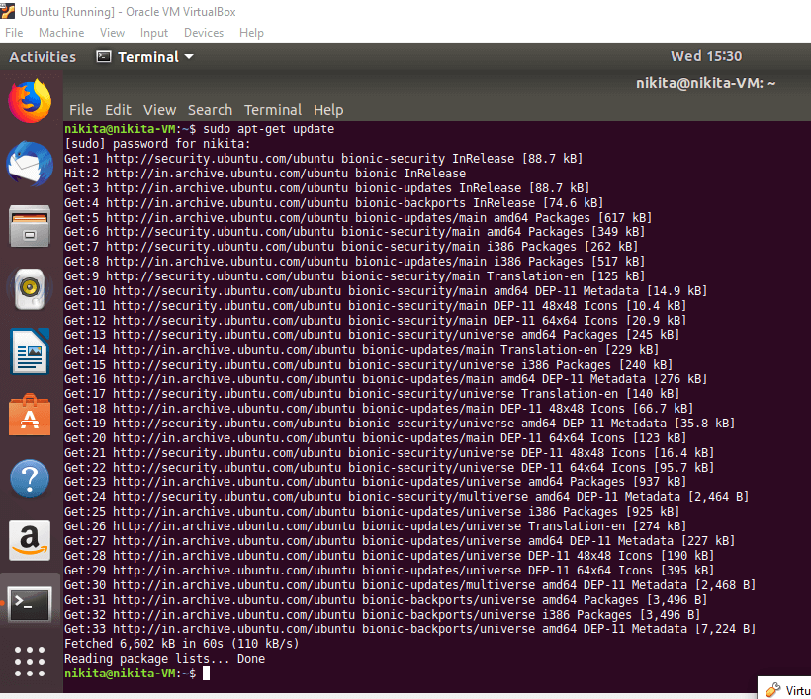 Ubuntu [Running] - Oracle VM VirtualBox
File Machine View Input Devices Help
Activities Terminal Wed 15:30
nikita@nikita-VM: ~
File Edit View Search Terminal Help
nikita@nikita-VM:~$ sudo apt-get update
[sudo] password for nikita:
Get:1 http://security.ubuntu.com/ubuntu bionic-security InRelease [88.7 kB]
Hit:2 http://in.archive.ubuntu.com/ubuntu bionic InRelease
Get:3 http://in.archive.ubuntu.com/ubuntu bionic-updates InRelease [88.7 kB]
Get:4 http://in.archive.ubuntu.com/ubuntu bionic-backports InRelease [74.6 kB]
Get:5 http://in.archive.ubuntu.com/ubuntu bionic-updates/main amd64 Packages [617 kB]
Get:6 http://security.ubuntu.com/ubuntu bionic-security/main amd64 Packages [349 kB]
Get:7 http://security.ubuntu.com/ubuntu bionic-security/main i386 Packages [262 kB]
Get:8 http://in.archive.ubuntu.com/ubuntu bionic-updates/main i386 Packages [517 kB]
Get:9 http://security.ubuntu.com/ubuntu bionic-security/main Translation-en [125 kB]
Get:10 http://security.ubuntu.com/ubuntu bionic-security/main amd64 DEP-11 Metadata [14.9 kB]
Get:11 http://security.ubuntu.com/ubuntu bionic-security/main DEP-11 48x48 Icons [10.4 kB]
Get:12 http://security.ubuntu.com/ubuntu bionic-security/main DEP-11 64x64 Icons [20.9 kB]
Get:13 http://security.ubuntu.com/ubuntu bionic-security/universe amd64 Packages [245 kB]
Get:14 http://in.archive.ubuntu.com/ubuntu bionic-updates/main Translation-en [229 kB]
Get:15 http://security.ubuntu.com/ubuntu bionic-security/universe i386 Packages [240 kB]
Get:16 http://in.archive.ubuntu.com/ubuntu bionic-updates/main amd64 DEP-11 Metadata [276 kB]
Get:17 http://security.ubuntu.com/ubuntu bionic-security/universe Translation-en [140 kB]
Get:18 http://in.archive.ubuntu.com/ubuntu bionic-updates/main DEP-11 48x48 Icons [66.7 kB]
Get:19 http://security.ubuntu.com/ubuntu bionic-security/universe amd64 DEP-11 Metadata [35.8 kB]
Get:20 http://in.archive.ubuntu.com/ubuntu bionic-updates/main DEP-11 64x64 Icons [123 kB]
Get:21 http://security.ubuntu.com/ubuntu bionic-security/universe DEP-11 48x48 Icons [16.4 kB]
Get:22 http://security.ubuntu.com/ubuntu bionic-security/universe DEP-11 64x64 Icons [95.7 kB]
Get:23 http://in.archive.ubuntu.com/ubuntu bionic-updates/universe amd64 Packages [937 kB]
Get:24 http://security.ubuntu.com/ubuntu bionic-security/multiverse amd64 DEP-11 Metadata [2,464 B]
Get:25 http://in.archive.ubuntu.com/ubuntu bionic-updates/universe i386 Packages [925 kB]
Get:26 http://in.archive.ubuntu.com/ubuntu bionic-updates/universe Translation-en [274 kB]
Get:27 http://in.archive.ubuntu.com/ubuntu bionic-updates/universe amd64 DEP-11 Metadata [227 kB]
Get:28 http://in.archive.ubuntu.com/ubuntu bionic-updates/universe DEP-11 48x48 Icons [190 kB]
Get:29 http://in.archive.ubuntu.com/ubuntu bionic-updates/universe DEP-11 64x64 Icons [395 kB]
Get:30 http://in.archive.ubuntu.com/ubuntu bionic-updates/multiverse amd64 DEP-11 Metadata [2,468 B]
Get:31 http://in.archive.ubuntu.com/ubuntu bionic-backports/universe amd64 Packages [3,496 B]
Get:32 http://in.archive.ubuntu.com/ubuntu bionic-backports/universe i386 Packages [3,496 B]
Get:33 http://in.archive.ubuntu.com/ubuntu bionic-backports/universe amd64 DEP-11 Metadata [7,224 B]
Fetched 6,602 kB in 60s (110 kB/s)
Reading package lists... Done
nikita@nikita-VM:~$
Virtu